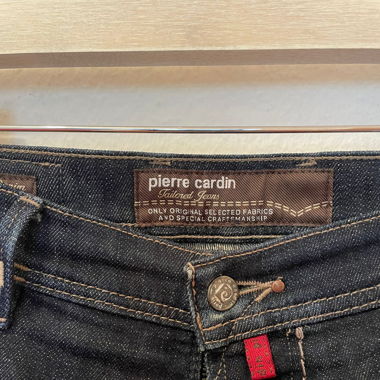 pierre cardin
Tailored Jeans
ONLY ORIGINAL SELECTED FABRICS
AND SPECIAL CRAFTSMANSHIP